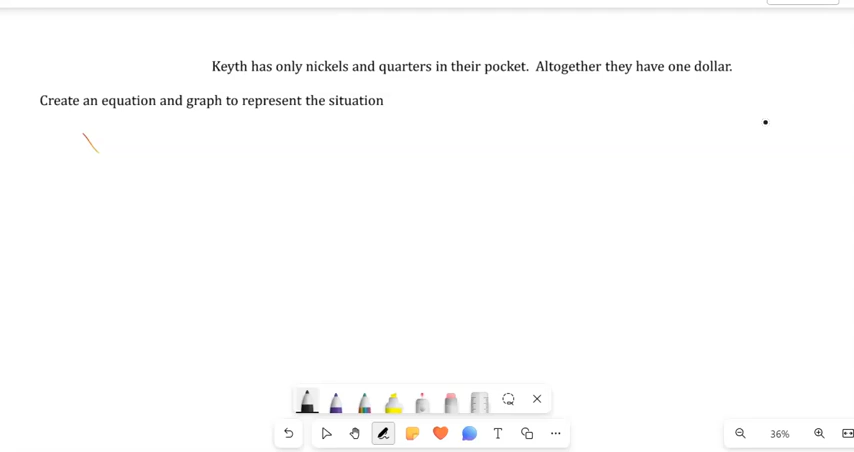 Keyth has only nickels and quarters in their pocket.  Altogether they have one dollar.
Create an equation and graph to represent the situation
T
36%